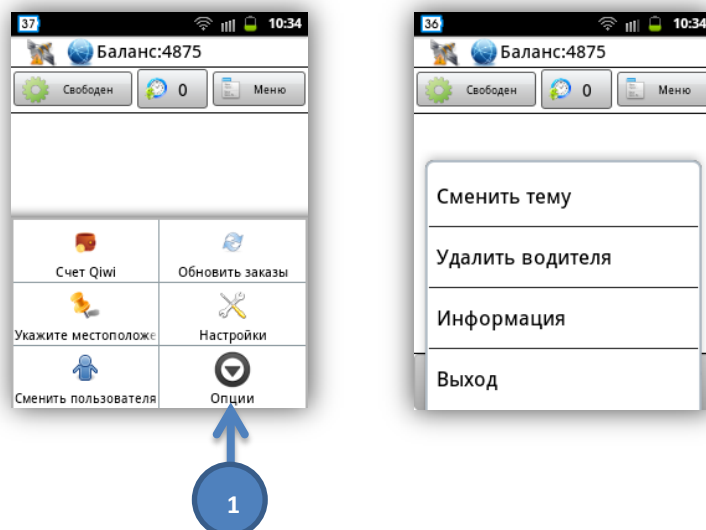 37
10:34
Баланс:4875
Свободен
0
Меню
Счет Qiwi
Обновить заказы
Укажите местоположе
Настройки
Сменить пользователя
Опции
1
36
10:34
Баланс:4875
Свободен
0
Меню
Сменить тему
Удалить водителя
Информация
Выход